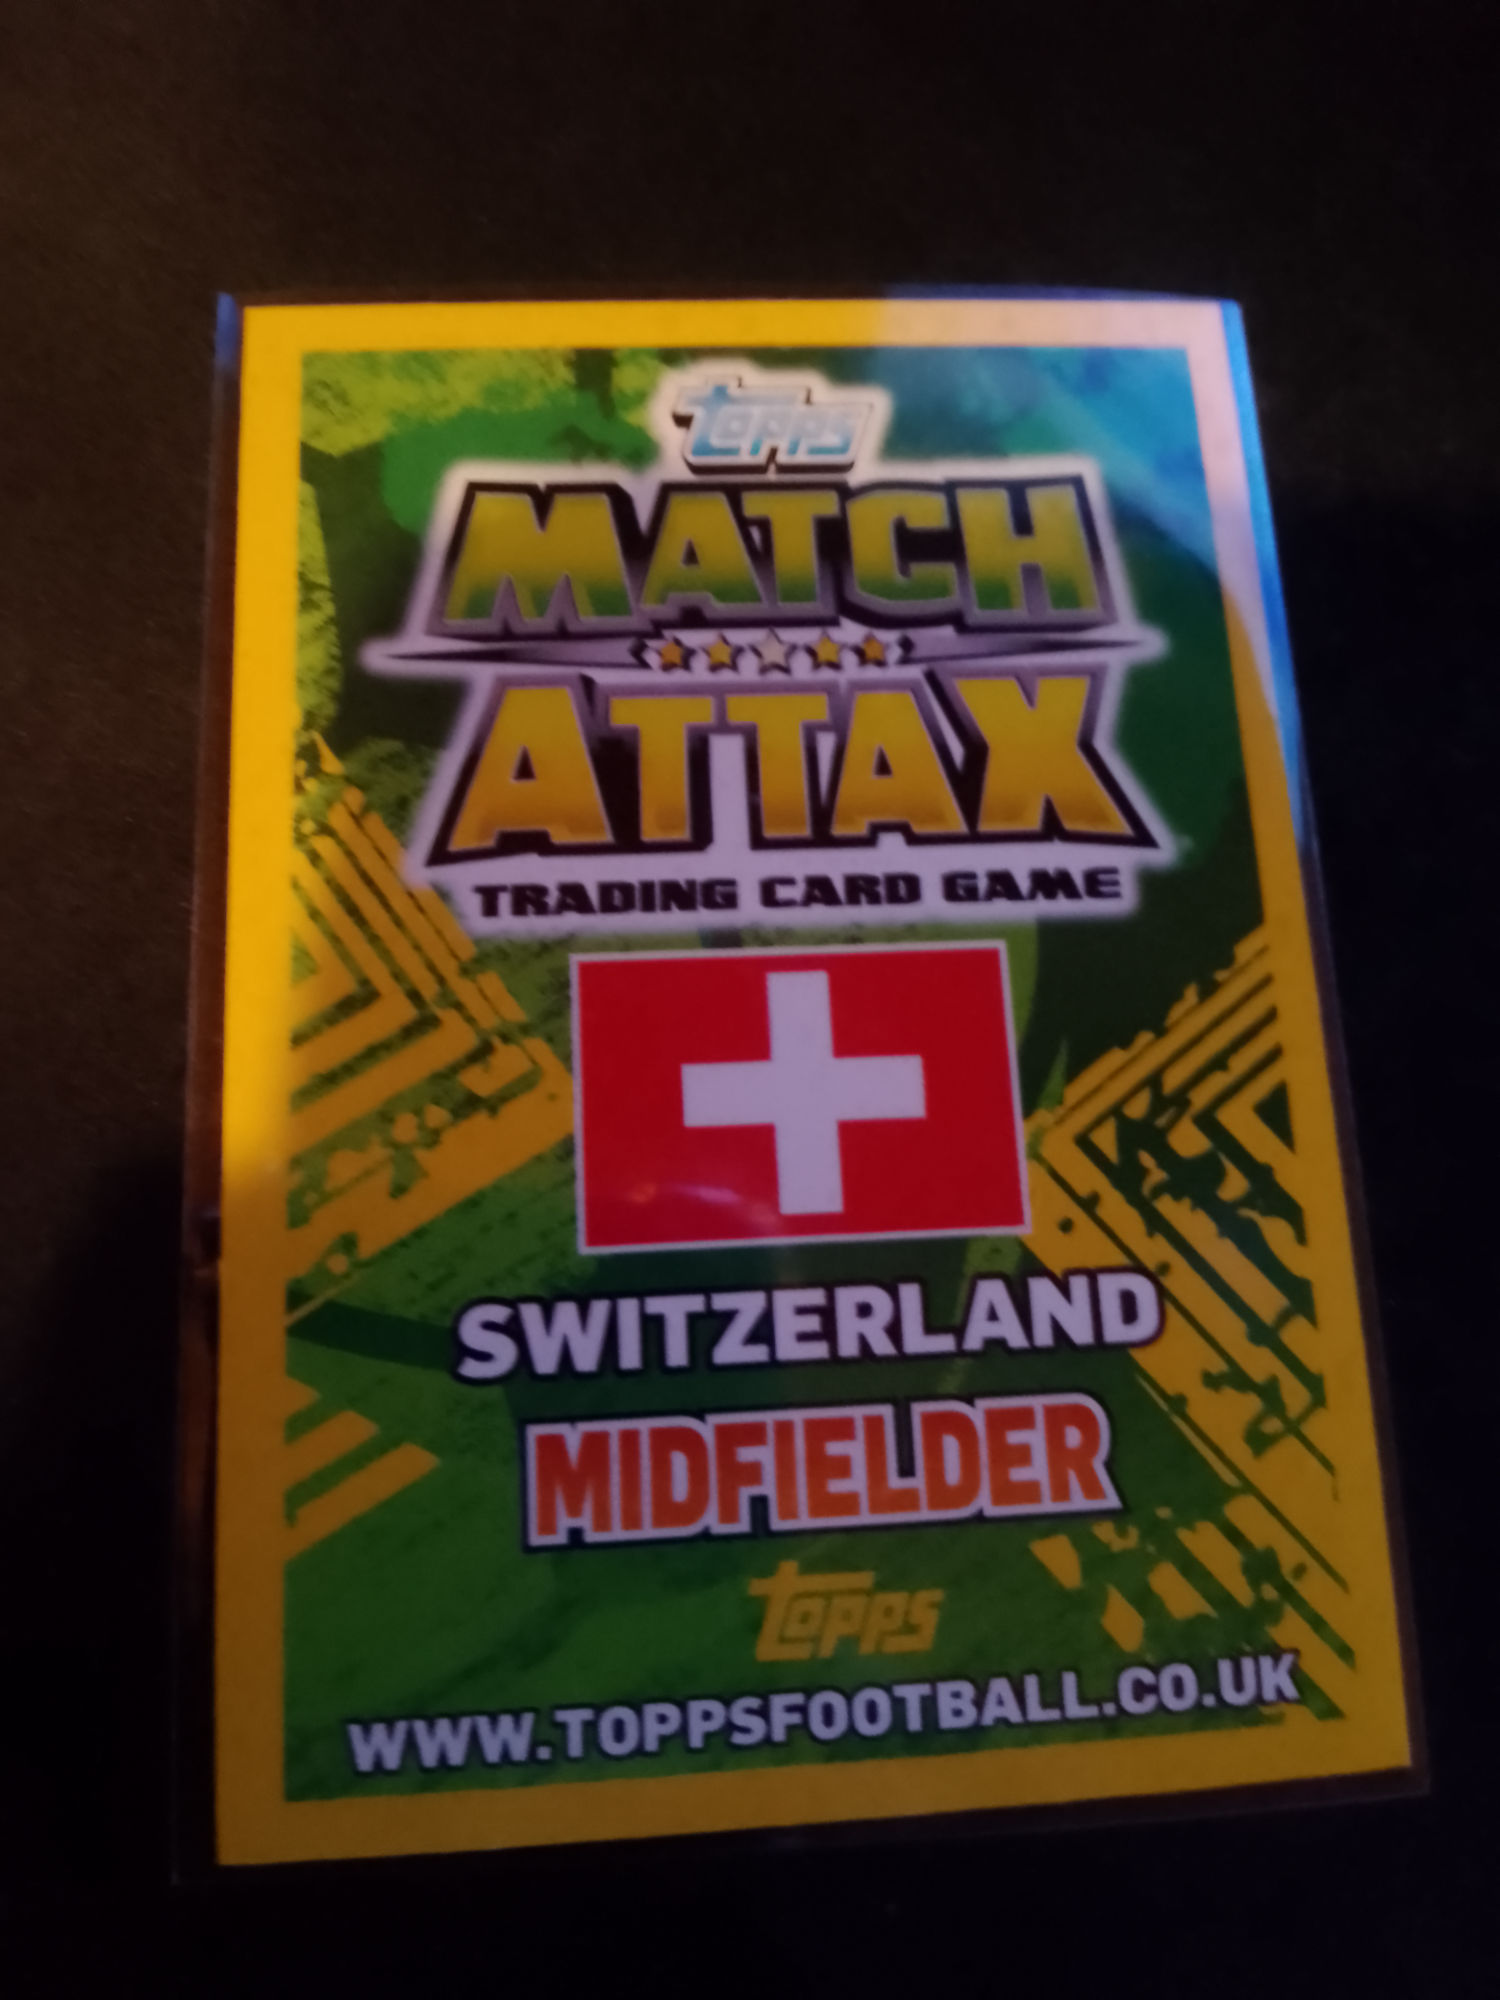 topps
MATCH
ATTAX
TRADING CARD GAME
SWITZERLAND
MIDFIELDER
topps
WWW.TOPPSFOOTBALL.CO.UK